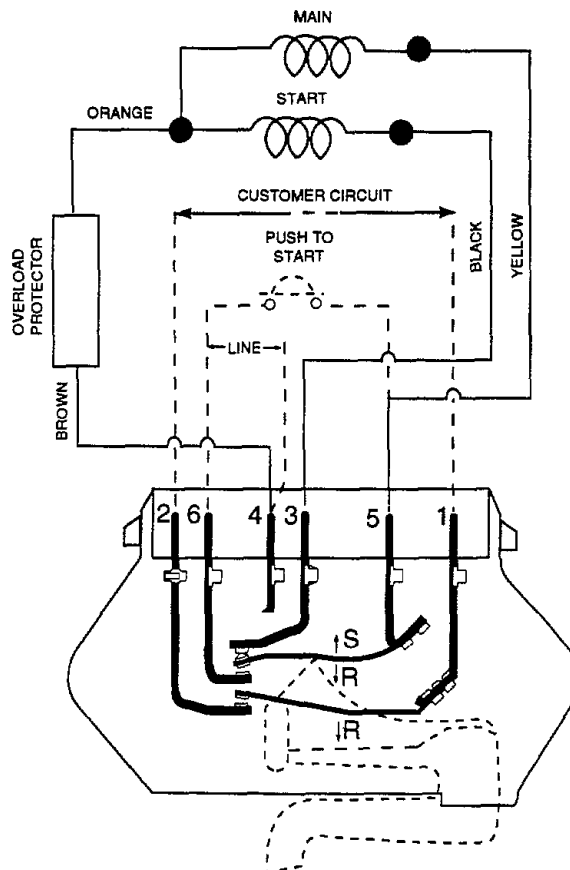 MAIN
START
ORANGE
CUSTOMER CIRCUIT
PUSH TO
START
OVERLOAD
PROTECTOR
BLACK
YELLOW
LINE
BROWN
2 6 4 3 5 1
S
R
R